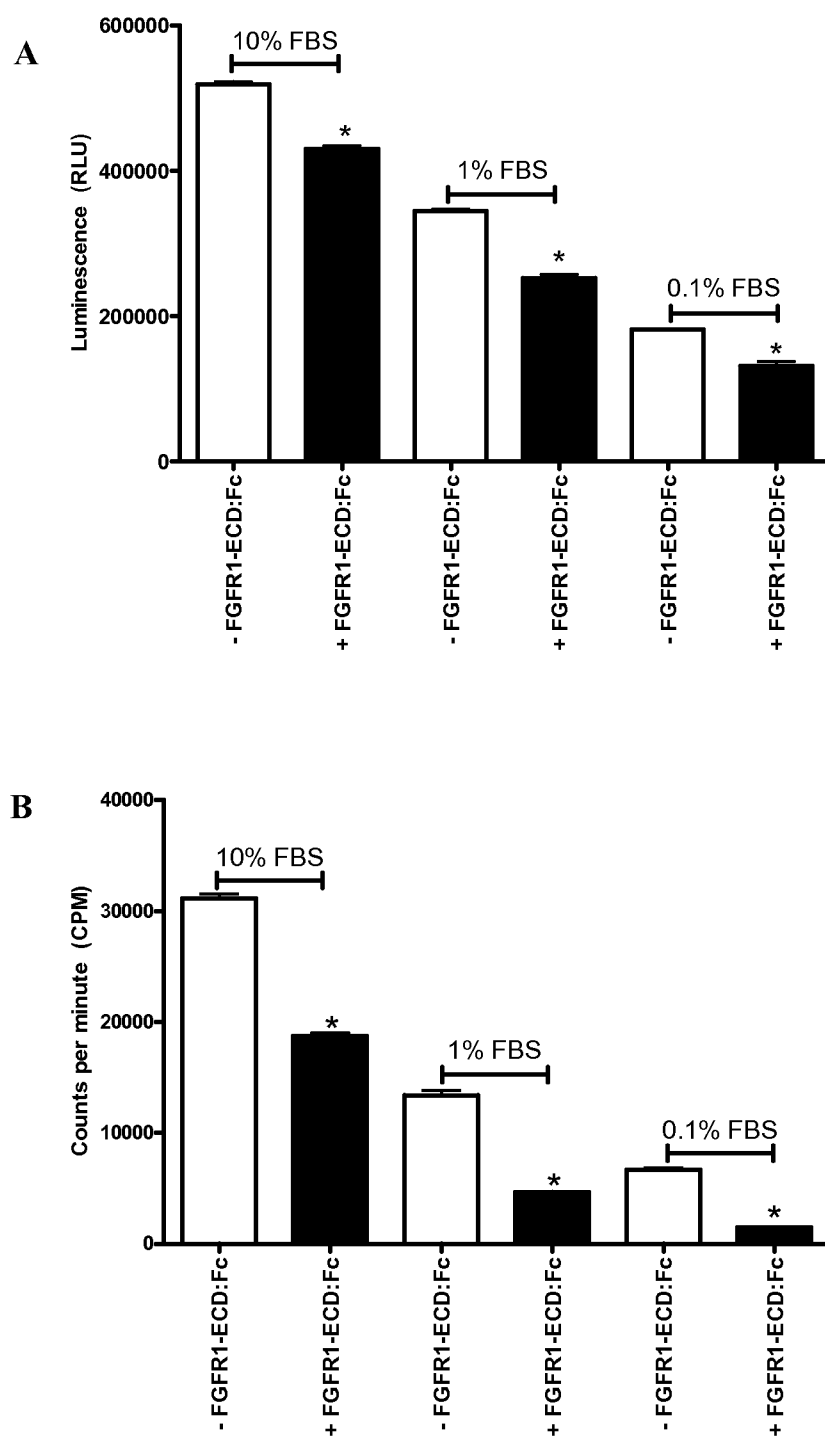 A
Luminescence (RLU)
600000
400000
200000
0
10% FBS
*
1% FBS
*
0.1% FBS
*
- FGFR1-ECD:Fc
+ FGFR1-ECD:Fc
- FGFR1-ECD:Fc
+ FGFR1-ECD:Fc
- FGFR1-ECD:Fc
+ FGFR1-ECD:Fc
B
Counts per minute (CPM)
40000
30000
20000
10000
0
10% FBS
*
1% FBS
*
0.1% FBS
*
- FGFR1-ECD:Fc
+ FGFR1-ECD:Fc
- FGFR1-ECD:Fc
+ FGFR1-ECD:Fc
- FGFR1-ECD:Fc
+ FGFR1-ECD:Fc